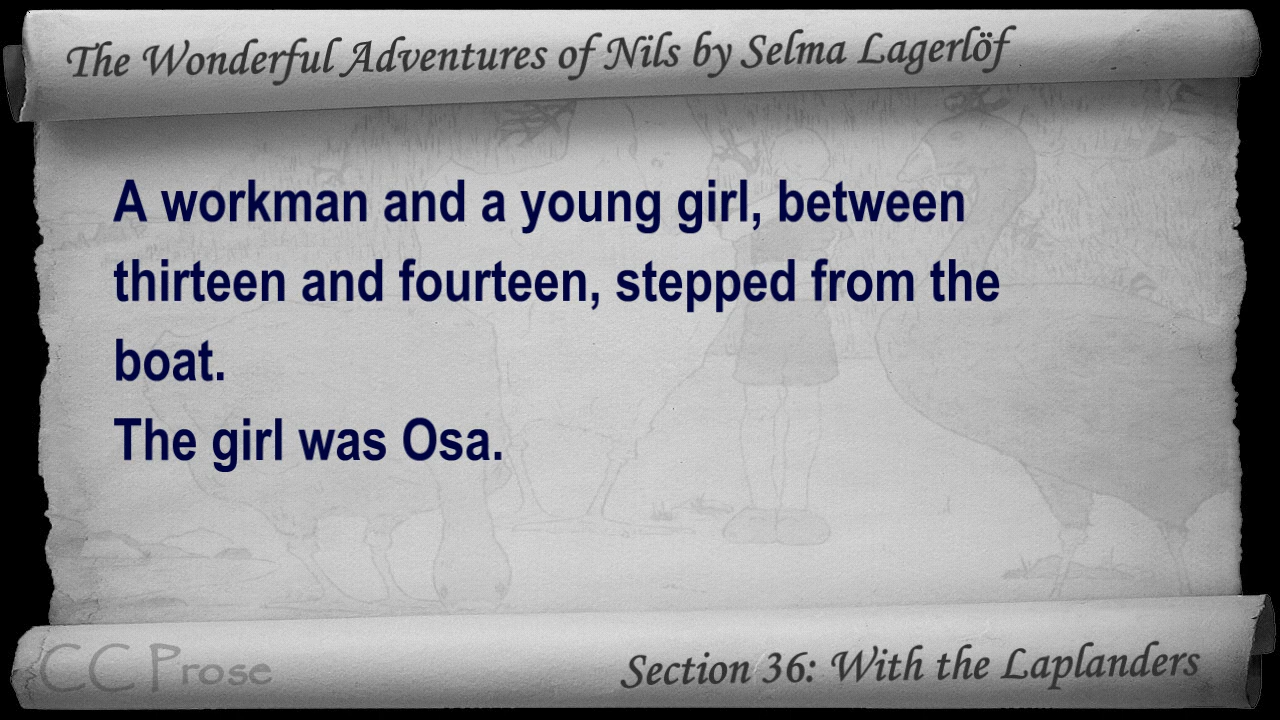 The Wonderful Adventures of Nils by Selma Lagerlöf
A workman and a young girl, between
thirteen and fourteen, stepped from the
boat.
The girl was Osa.
CC Prose
Section 36: With the Laplanders